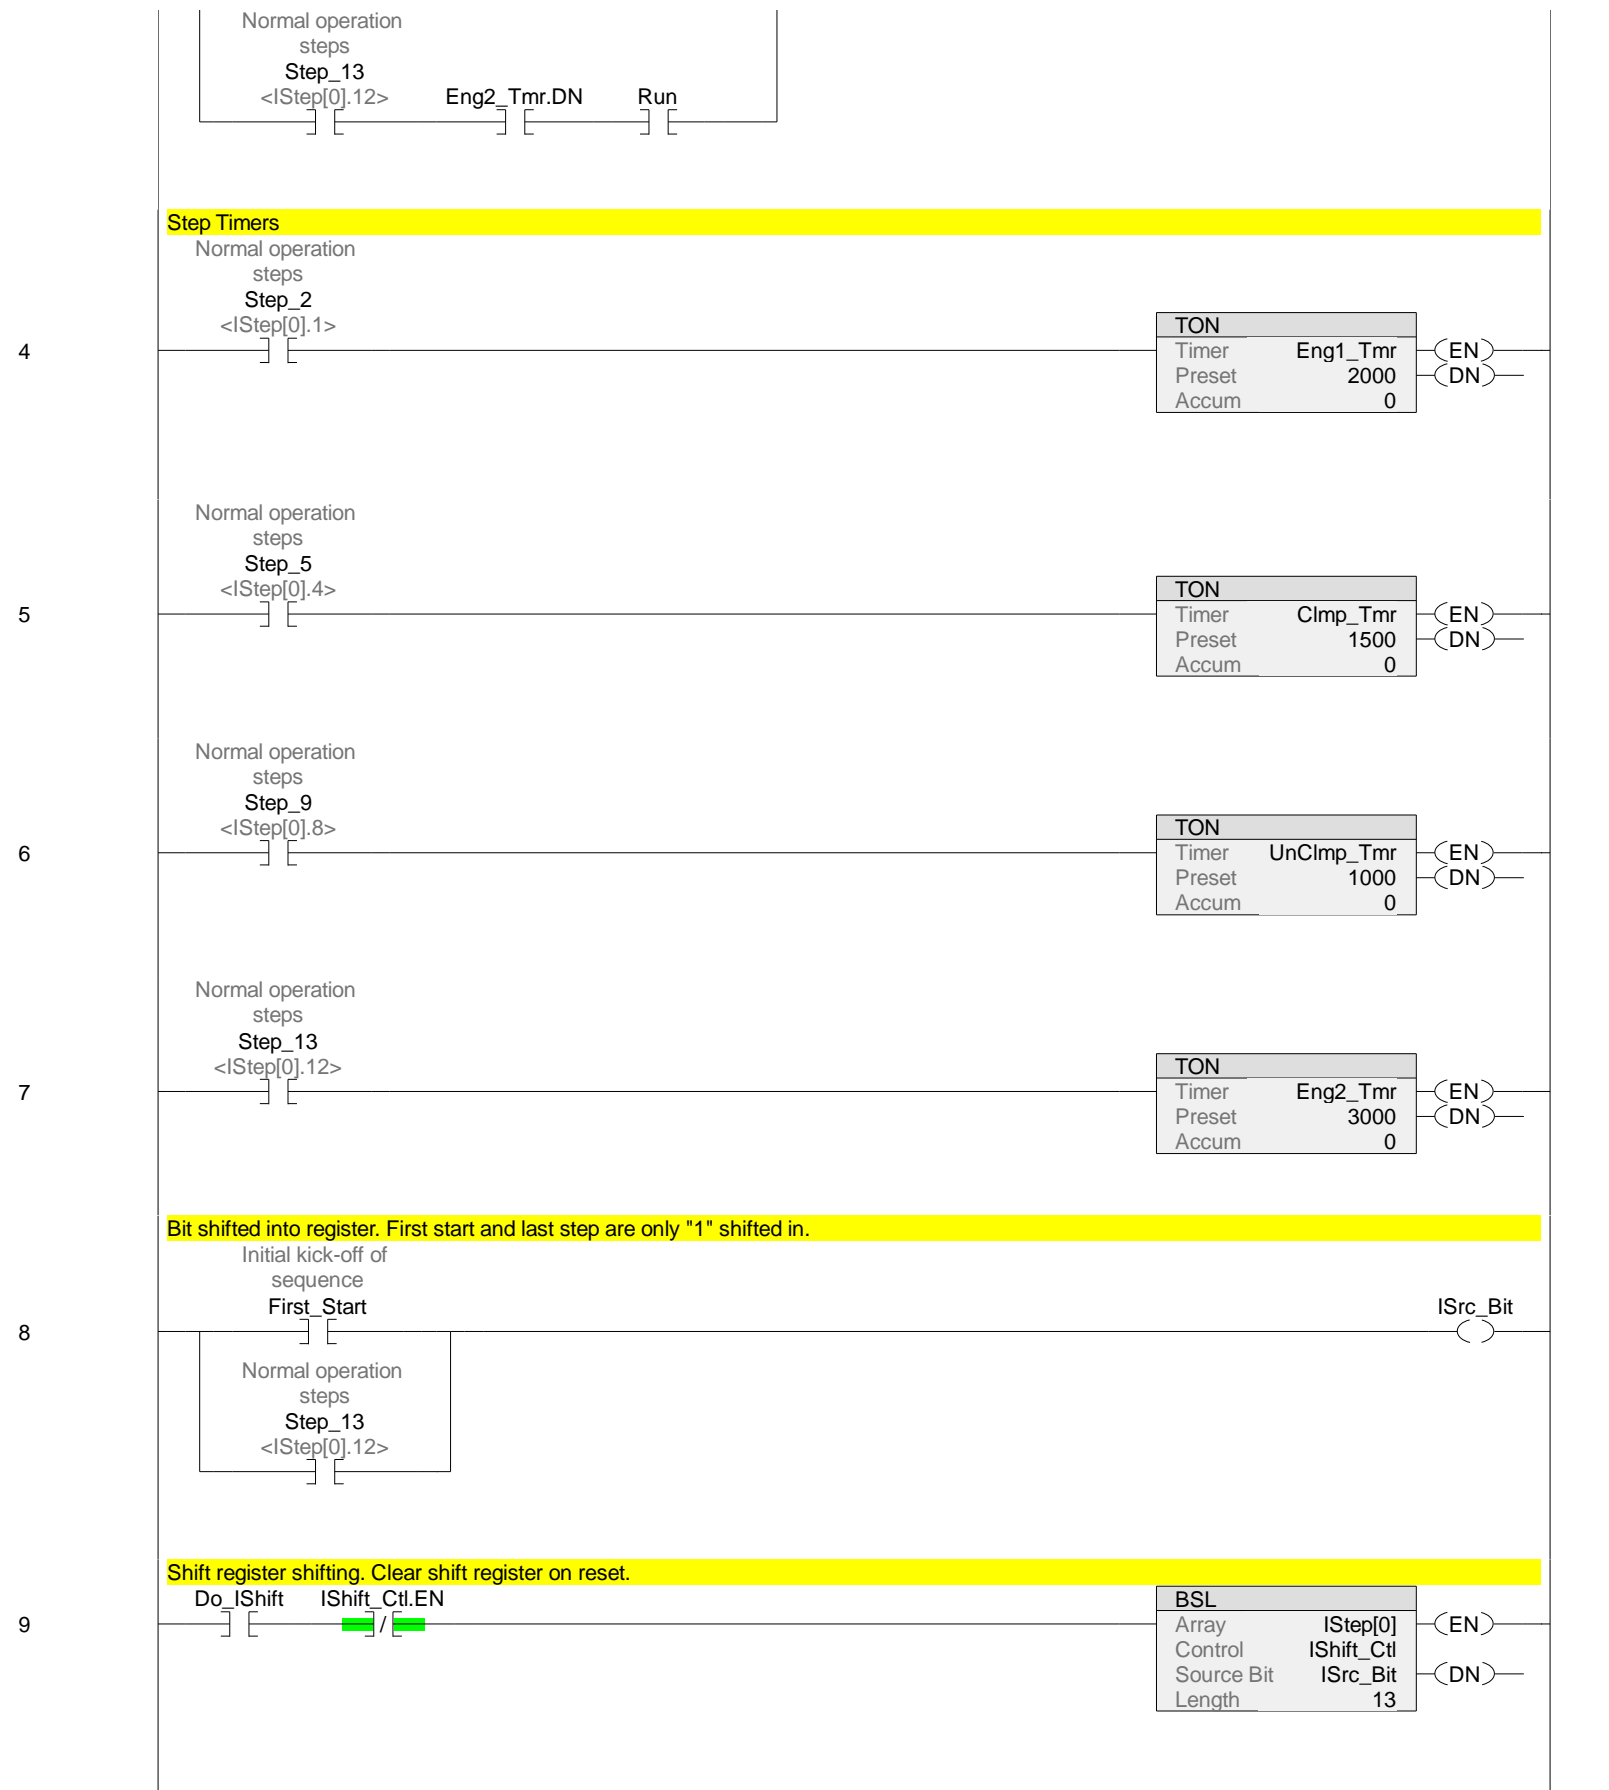 Normal operation
steps
Step_13
<IStep[0].12> Eng2_Tmr.DN Run
Step Timers
Normal operation
steps
Step_2
<IStep[0].1>
4
TON
Timer Eng1_Tmr
Preset 2000
Accum 0
EN
DN
Normal operation
steps
Step_5
<IStep[0].4>
5
TON
Timer Clmp_Tmr
Preset 1500
Accum 0
EN
DN
Normal operation
steps
Step_9
<IStep[0].8>
6
TON
Timer UnClmp_Tmr
Preset 1000
Accum 0
EN
DN
Normal operation
steps
Step_13
<IStep[0].12>
7
TON
Timer Eng2_Tmr
Preset 3000
Accum 0
EN
DN
Bit shifted into register. First start and last step are only "1" shifted in.
Initial kick-off of
sequence
First_Start
ISrc_Bit
8
Normal operation
steps
Step_13
<IStep[0].12>
Shift register shifting. Clear shift register on reset.
Do_IShift IShift_Ctl.EN
9
/
BSL
Array IStep[0]
Control IShift_Ctl
Source Bit ISrc_Bit
Length 13
EN
DN